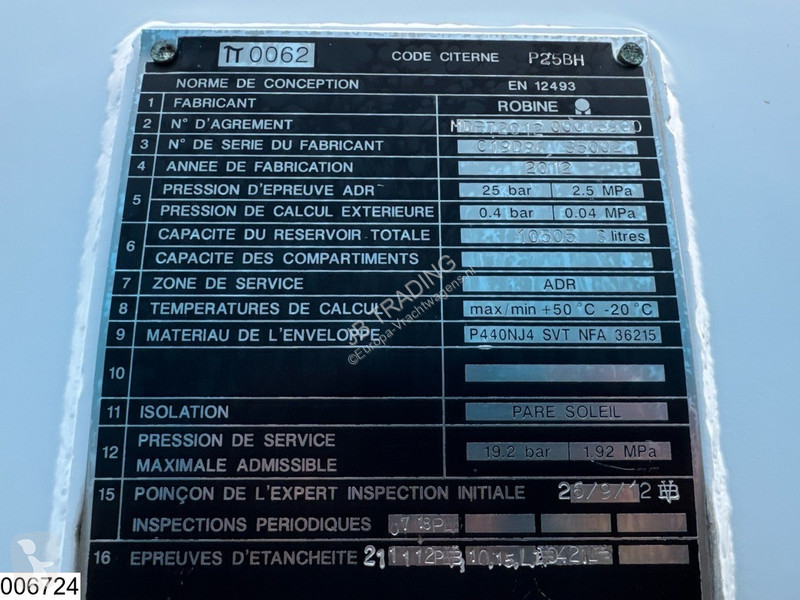 π 0062 CODE CITERNE P25BH
NORME DE CONCEPTION EN 12493
1 FABRICANT ROBINE
2 N° D'AGREMENT
3 N° DE SERIE DU FABRICANT
4 ANNEE DE FABRICATION 2012
5 PRESSION D'EPREUVE ADR 25 bar 2.5 MPa
PRESSION DE CALCUL EXTERIEURE 0.4 bar 0.04 MPa
6 CAPACITE DU RESERVOIR TOTALE litres
CAPACITE DES COMPARTIMENTS
7 ZONE DE SERVICE ADR
8 TEMPERATURES DE CALCUL max/min +50°C -20°C
9 MATERIAU DE L'ENVELOPPE P440NJ4 SVT NFA 36215
10
11 ISOLATION PARE SOLEIL
12 PRESSION DE SERVICE 19.2 bar 1.92 MPa
MAXIMALE ADMISSIBLE
15 POINÇON DE L'EXPERT INSPECTION INITIALE 26/9/12
INSPECTIONS PERIODIQUES
16 EPREUVES D'ETANCHEITE
JB TRADING
©Europa-Vrachtwagens.nl
006724